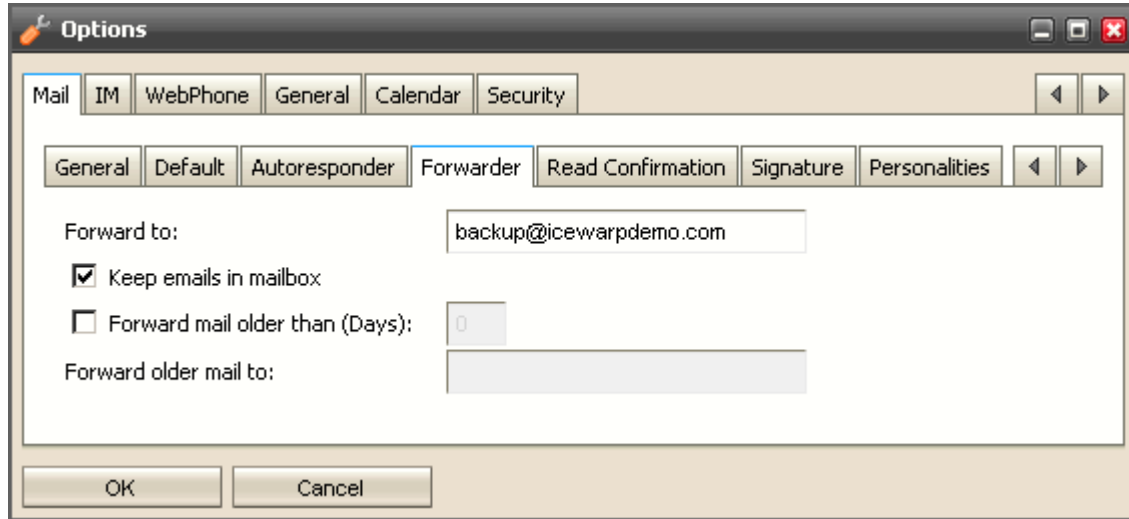 Options
Mail IM WebPhone General Calendar Security
General Default Autoresponder Forwarder Read Confirmation Signature Personalities
Forward to: backup@icewarpdemo.com
Keep emails in mailbox
Forward mail older than (Days): 0
Forward older mail to:
OK Cancel